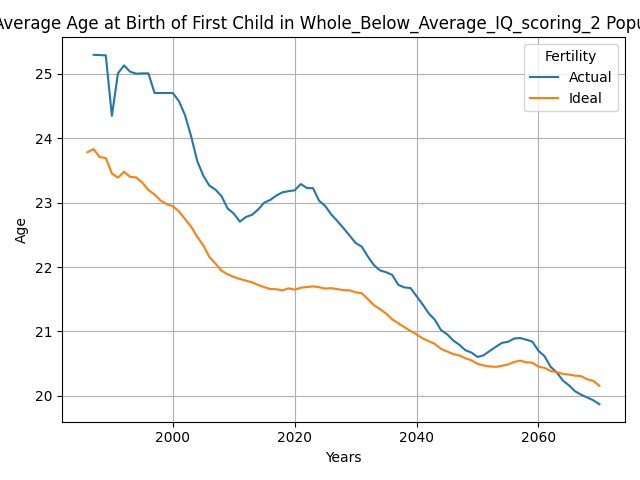 Average Age at Birth of First Child in Whole_Below_Average_IQ_scoring_2 Popu
Fertility
Actual
Ideal
25
24
23
22
21
20
Age
2000 2020 2040 2060
Years